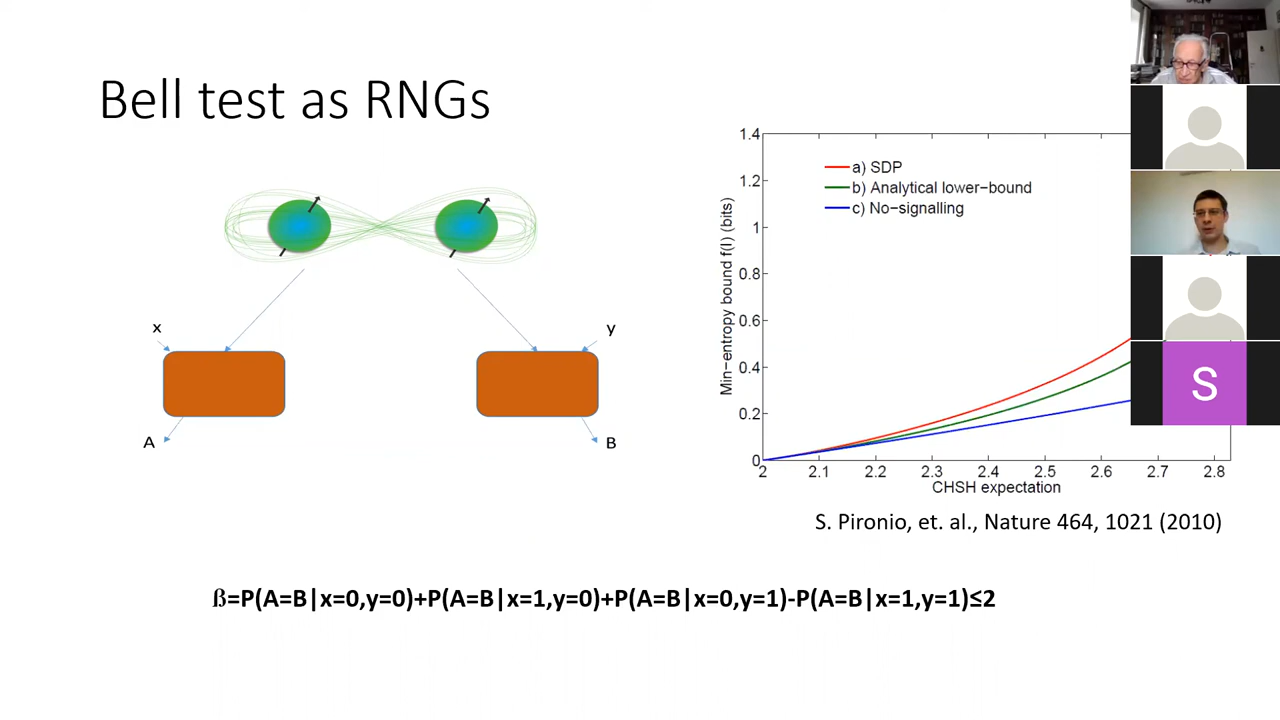 Bell test as RNGs
x
y
A
B
1.4
1.2
1
0.8
0.6
0.4
0.2
0
Min−entropy bound f(I) (bits)
a) SDP
b) Analytical lower−bound
c) No−signalling
2
2.1
2.2
2.3
2.4
2.5
2.6
2.7
2.8
CHSH expectation
S. Pironio, et. al., Nature 464, 1021 (2010)
ß=P(A=B|x=0,y=0)+P(A=B|x=1,y=0)+P(A=B|x=0,y=1)-P(A=B|x=1,y=1)≤2
S